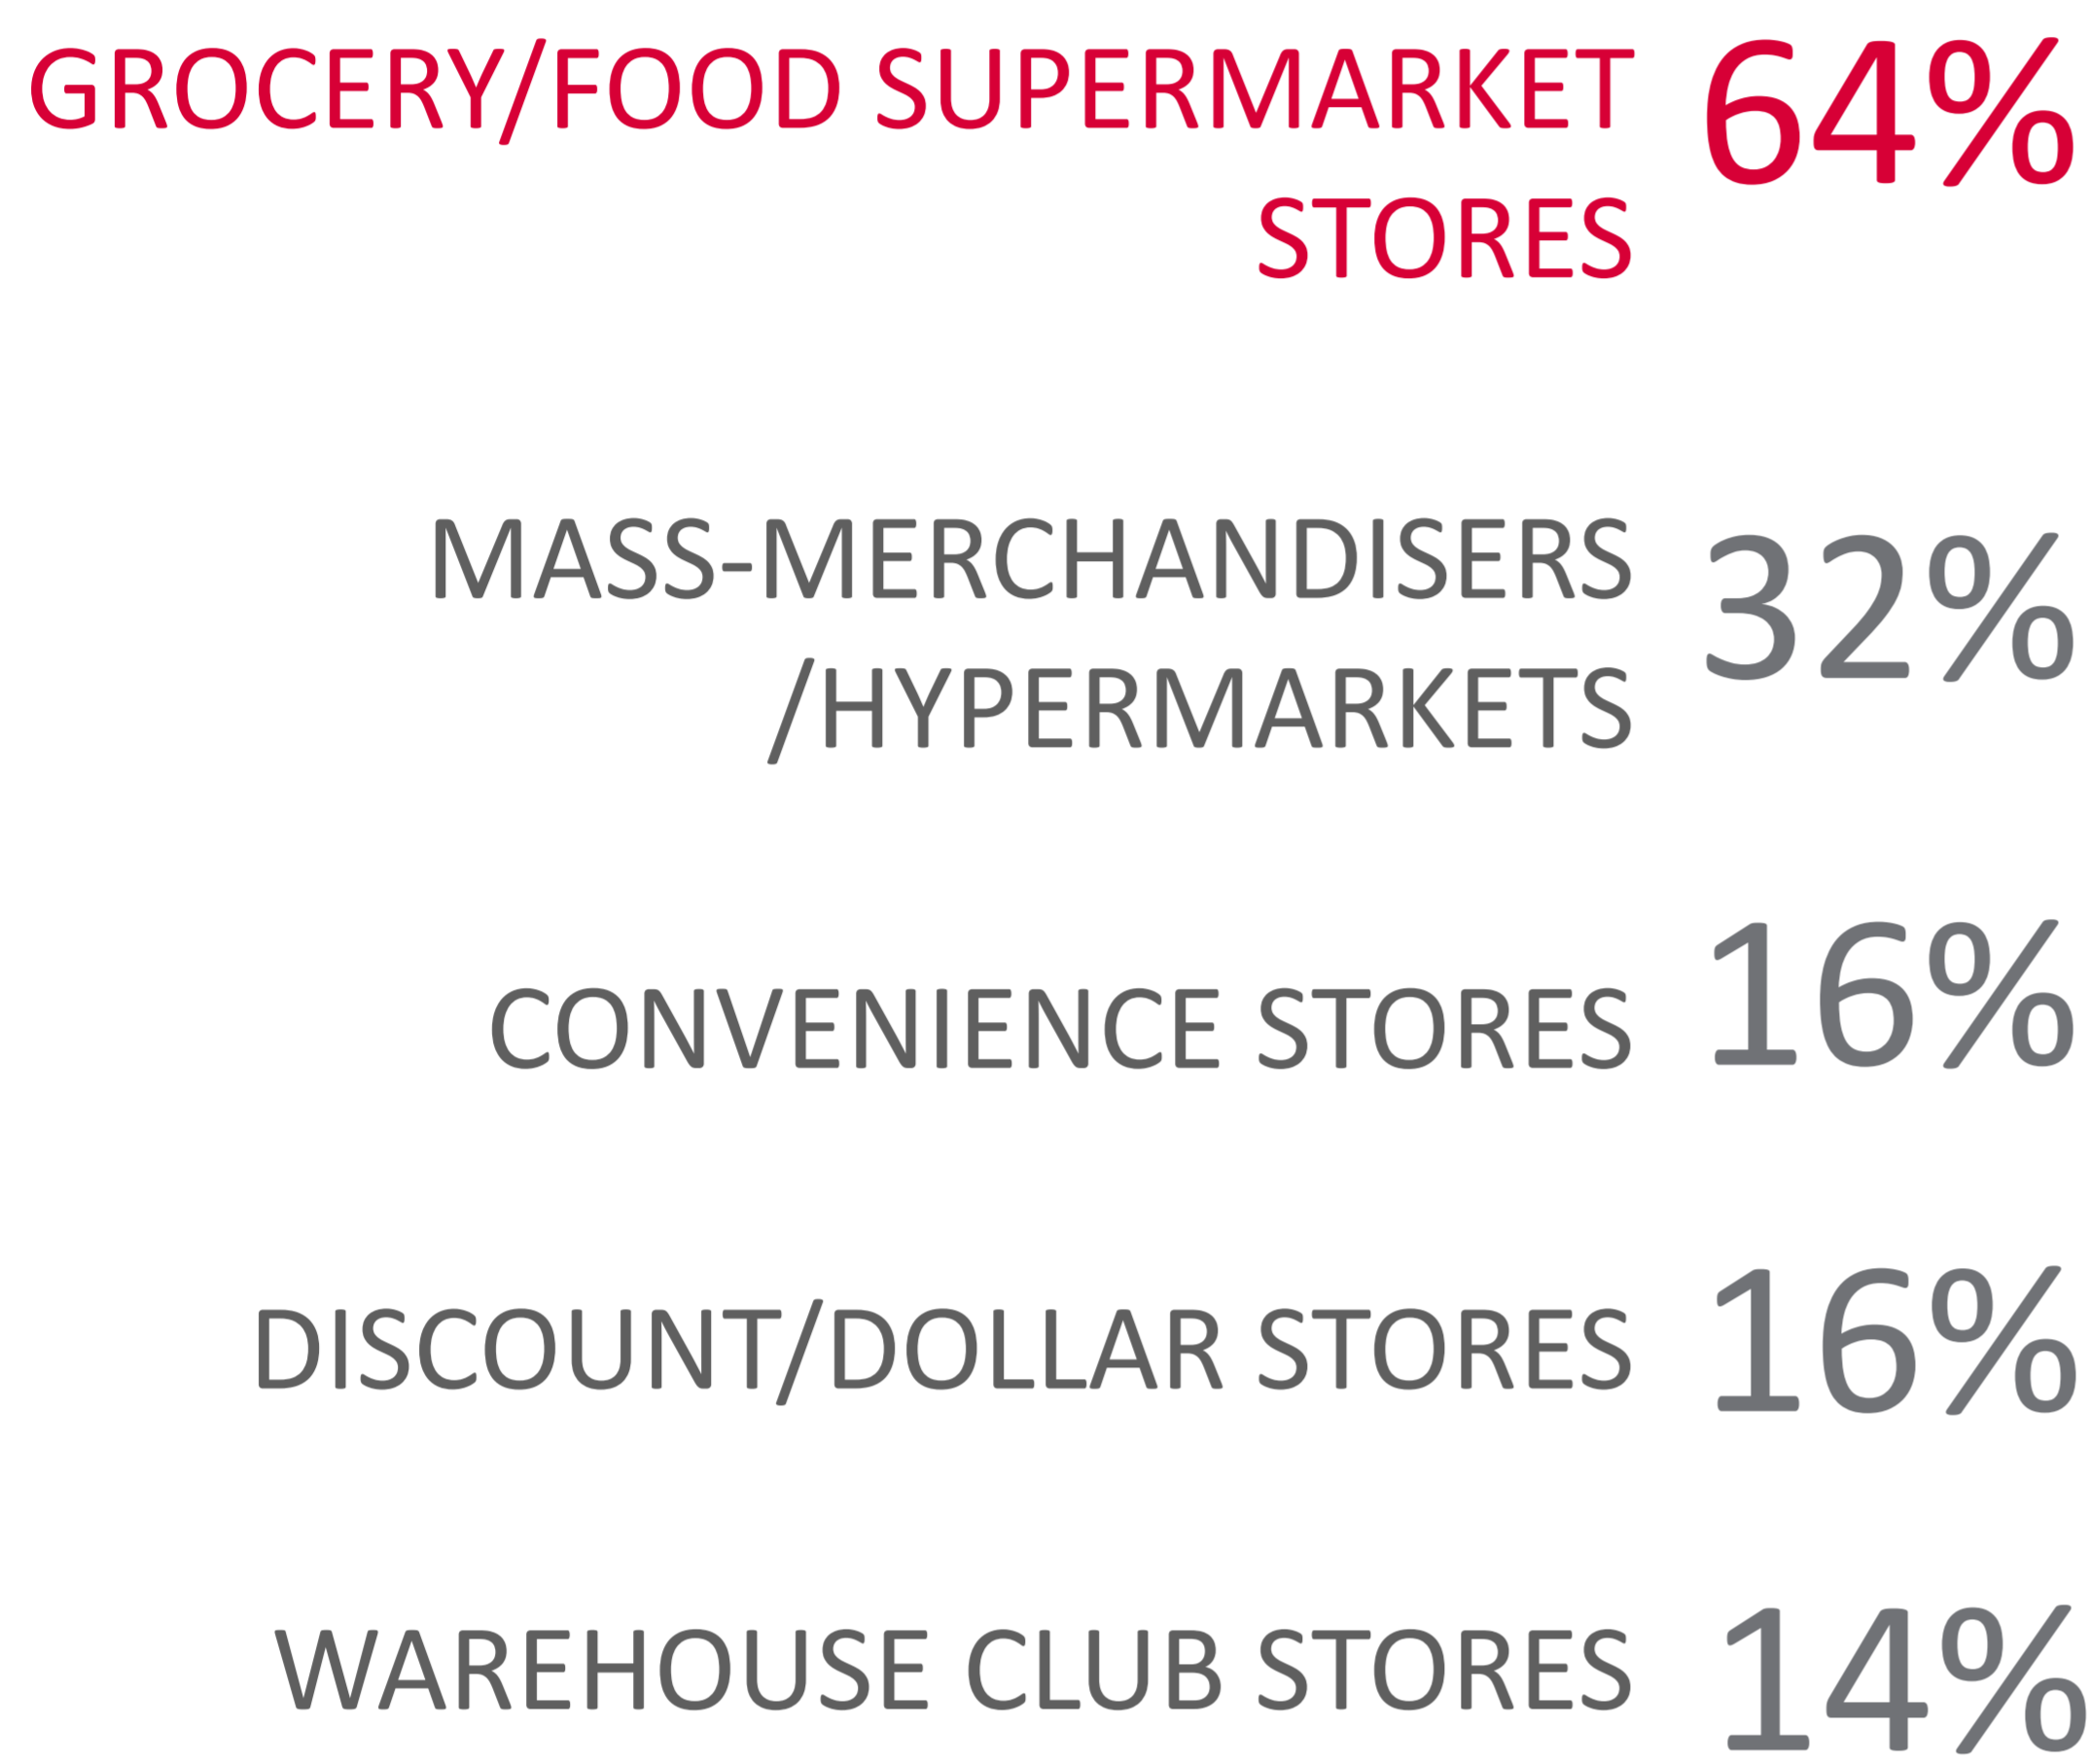 GROCERY/FOOD SUPERMARKET 64%
STORES
MASS-MERCHANDISERS 32%
/HYPERMARKETS
CONVENIENCE STORES 16%
DISCOUNT/DOLLAR STORES 16%
WAREHOUSE CLUB STORES 14%